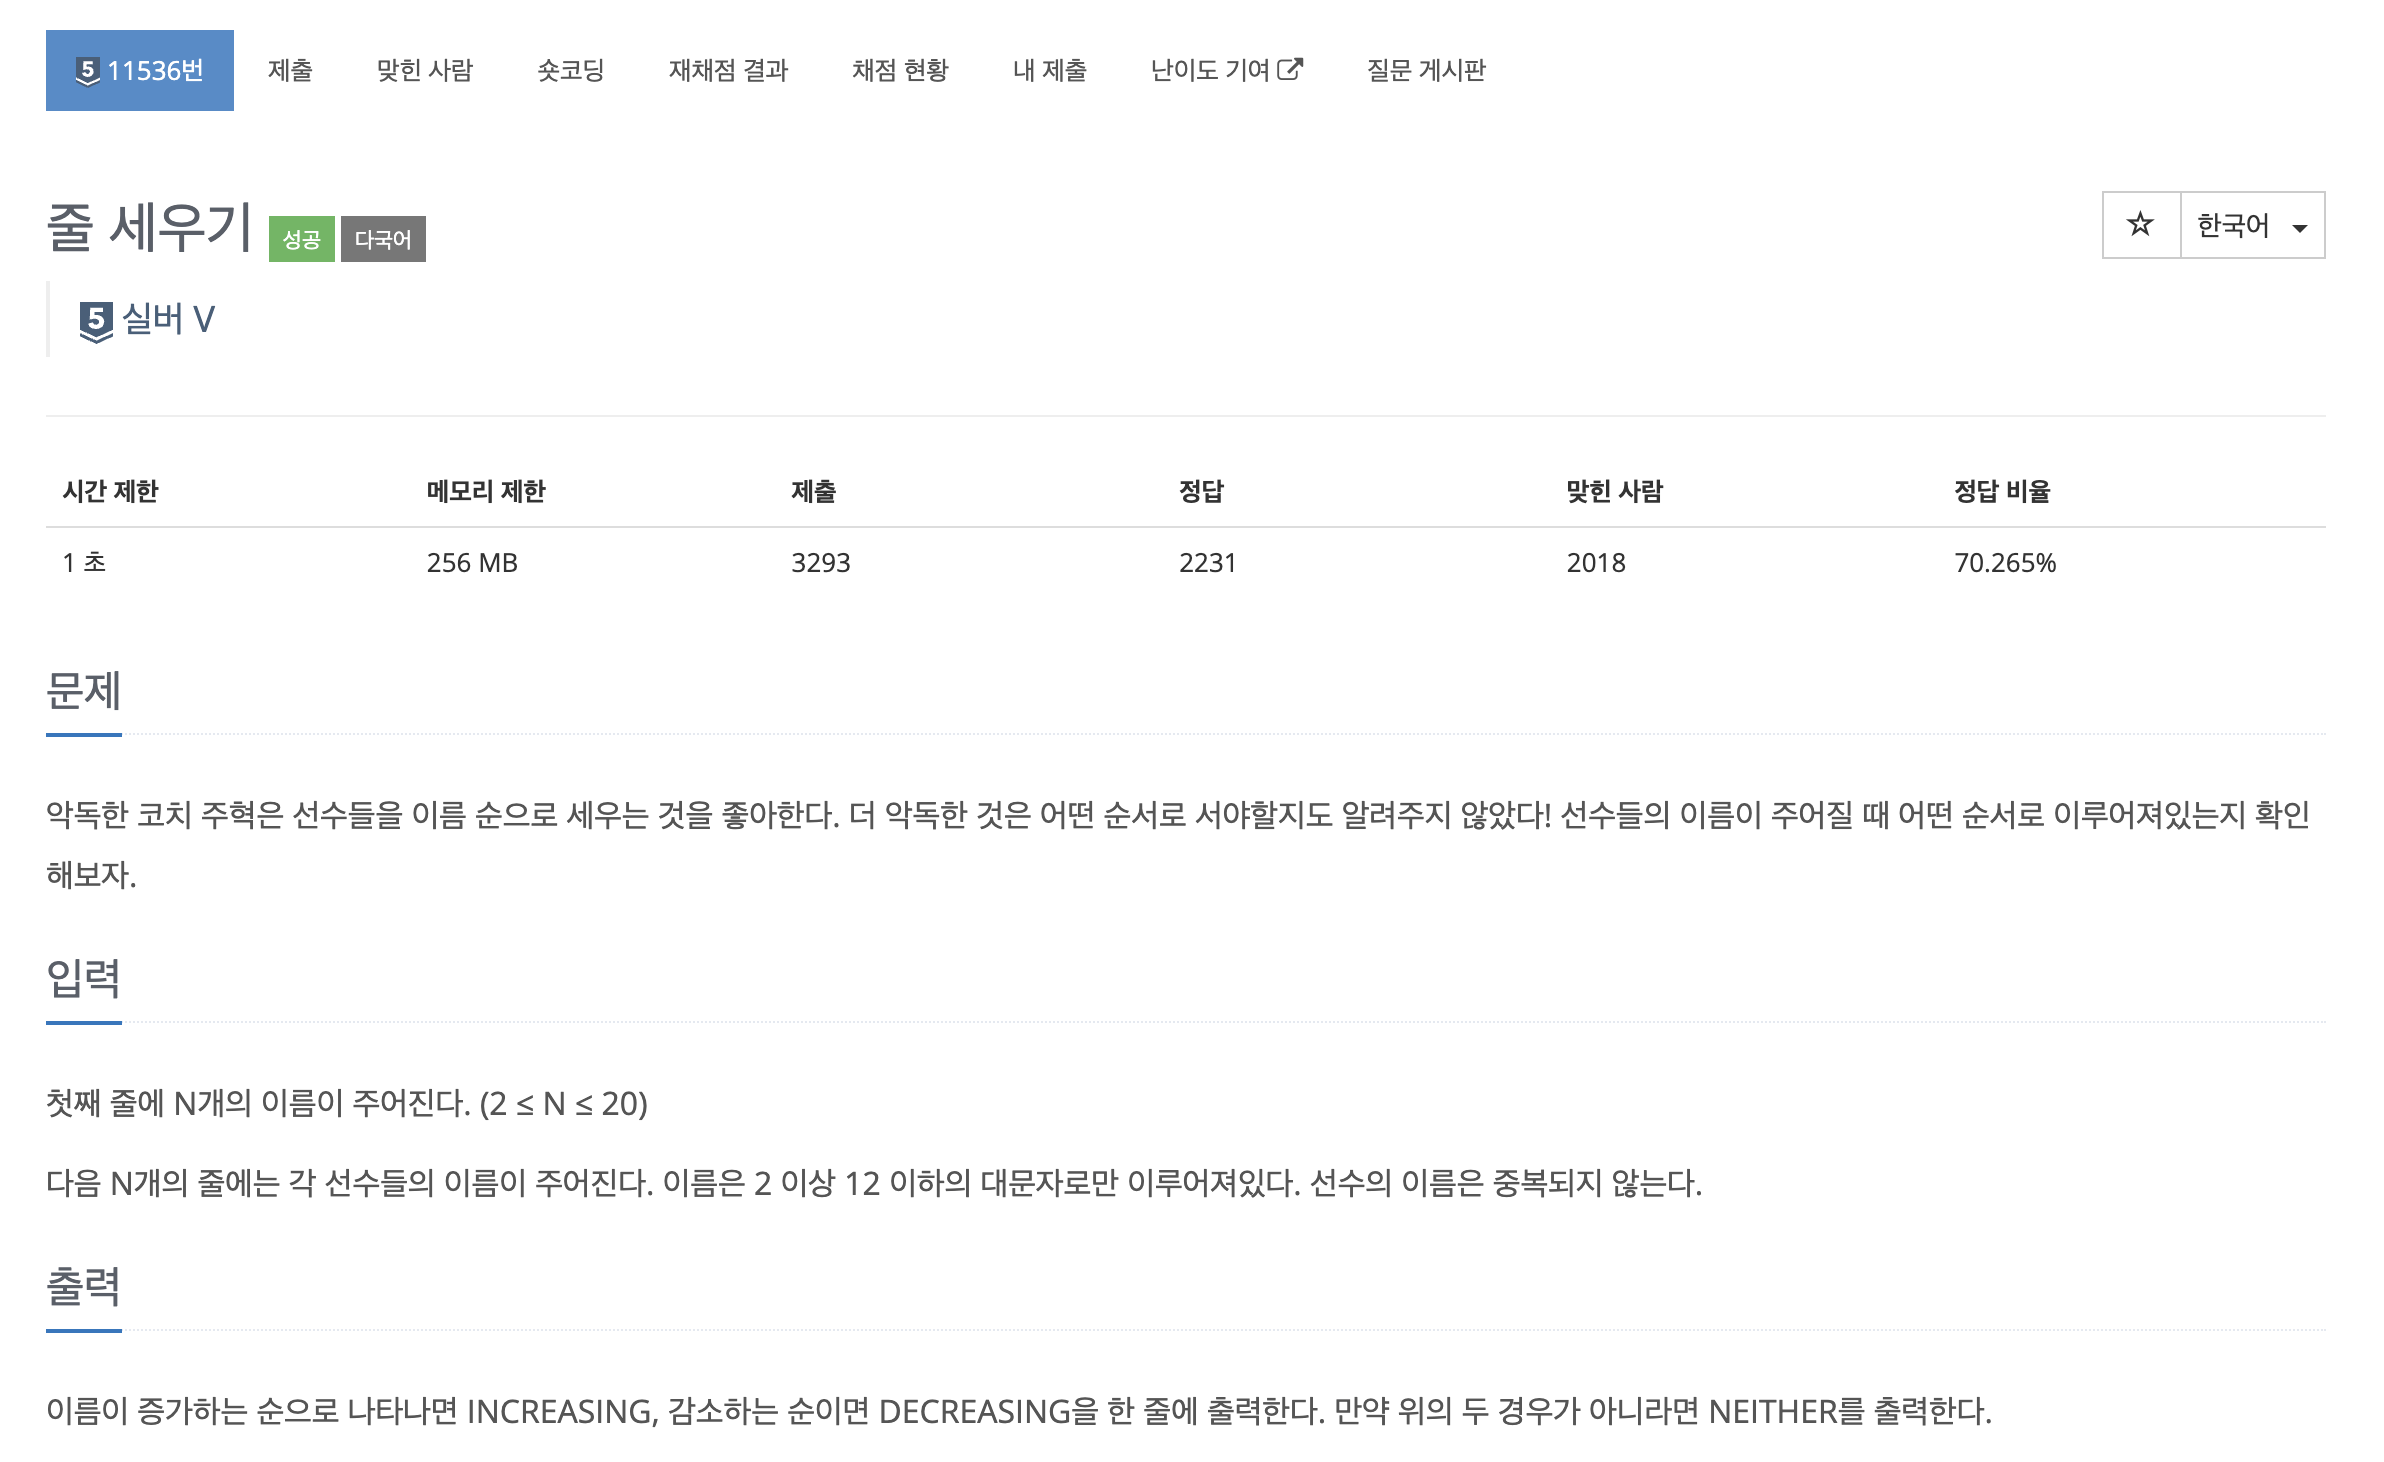 5 11536번 제출 맞힌 사람 숏코딩 재채점 결과 채점 현황 내 제출 난이도 기여 질문 게시판
줄 세우기 성공 다국어 한국어
5 실버 V
시간 제한 메모리 제한 제출 정답 맞힌 사람 정답 비율
1 초 256 MB 3293 2231 2018 70.265%
문제
악독한 코치 주혁은 선수들을 이름 순으로 세우는 것을 좋아한다. 더 악독한 것은 어떤 순서로 서야할지도 알려주지 않았다! 선수들의 이름이 주어질 때 어떤 순서로 이루어져있는지 확인
해보자.
입력
첫째 줄에 N개의 이름이 주어진다. (2 ≤ N ≤ 20)
다음 N개의 줄에는 각 선수들의 이름이 주어진다. 이름은 2 이상 12 이하의 대문자로만 이루어져있다. 선수의 이름은 중복되지 않는다.
출력
이름이 증가하는 순으로 나타나면 INCREASING, 감소하는 순이면 DECREASING을 한 줄에 출력한다. 만약 위의 두 경우가 아니라면 NEITHER를 출력한다.